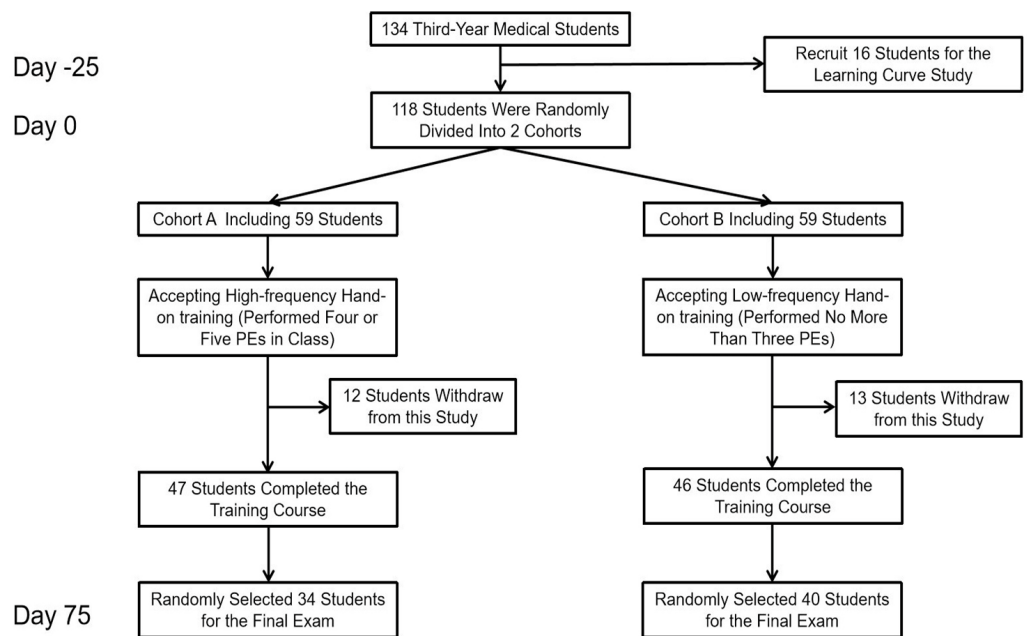 134 Third-Year Medical Students
Day -25
Recruit 16 Students for the
Learning Curve Study
Day 0
118 Students Were Randomly
Divided Into 2 Cohorts
Cohort A Including 59 Students
Cohort B Including 59 Students
Accepting High-frequency Hand-
on training (Performed Four or
Five PEs in Class)
Accepting Low-frequency Hand-
on training (Performed No More
Than Three PEs)
12 Students Withdraw
from this Study
13 Students Withdraw
from this Study
47 Students Completed the
Training Course
46 Students Completed the
Training Course
Day 75
Randomly Selected 34 Students
for the Final Exam
Randomly Selected 40 Students
for the Final Exam